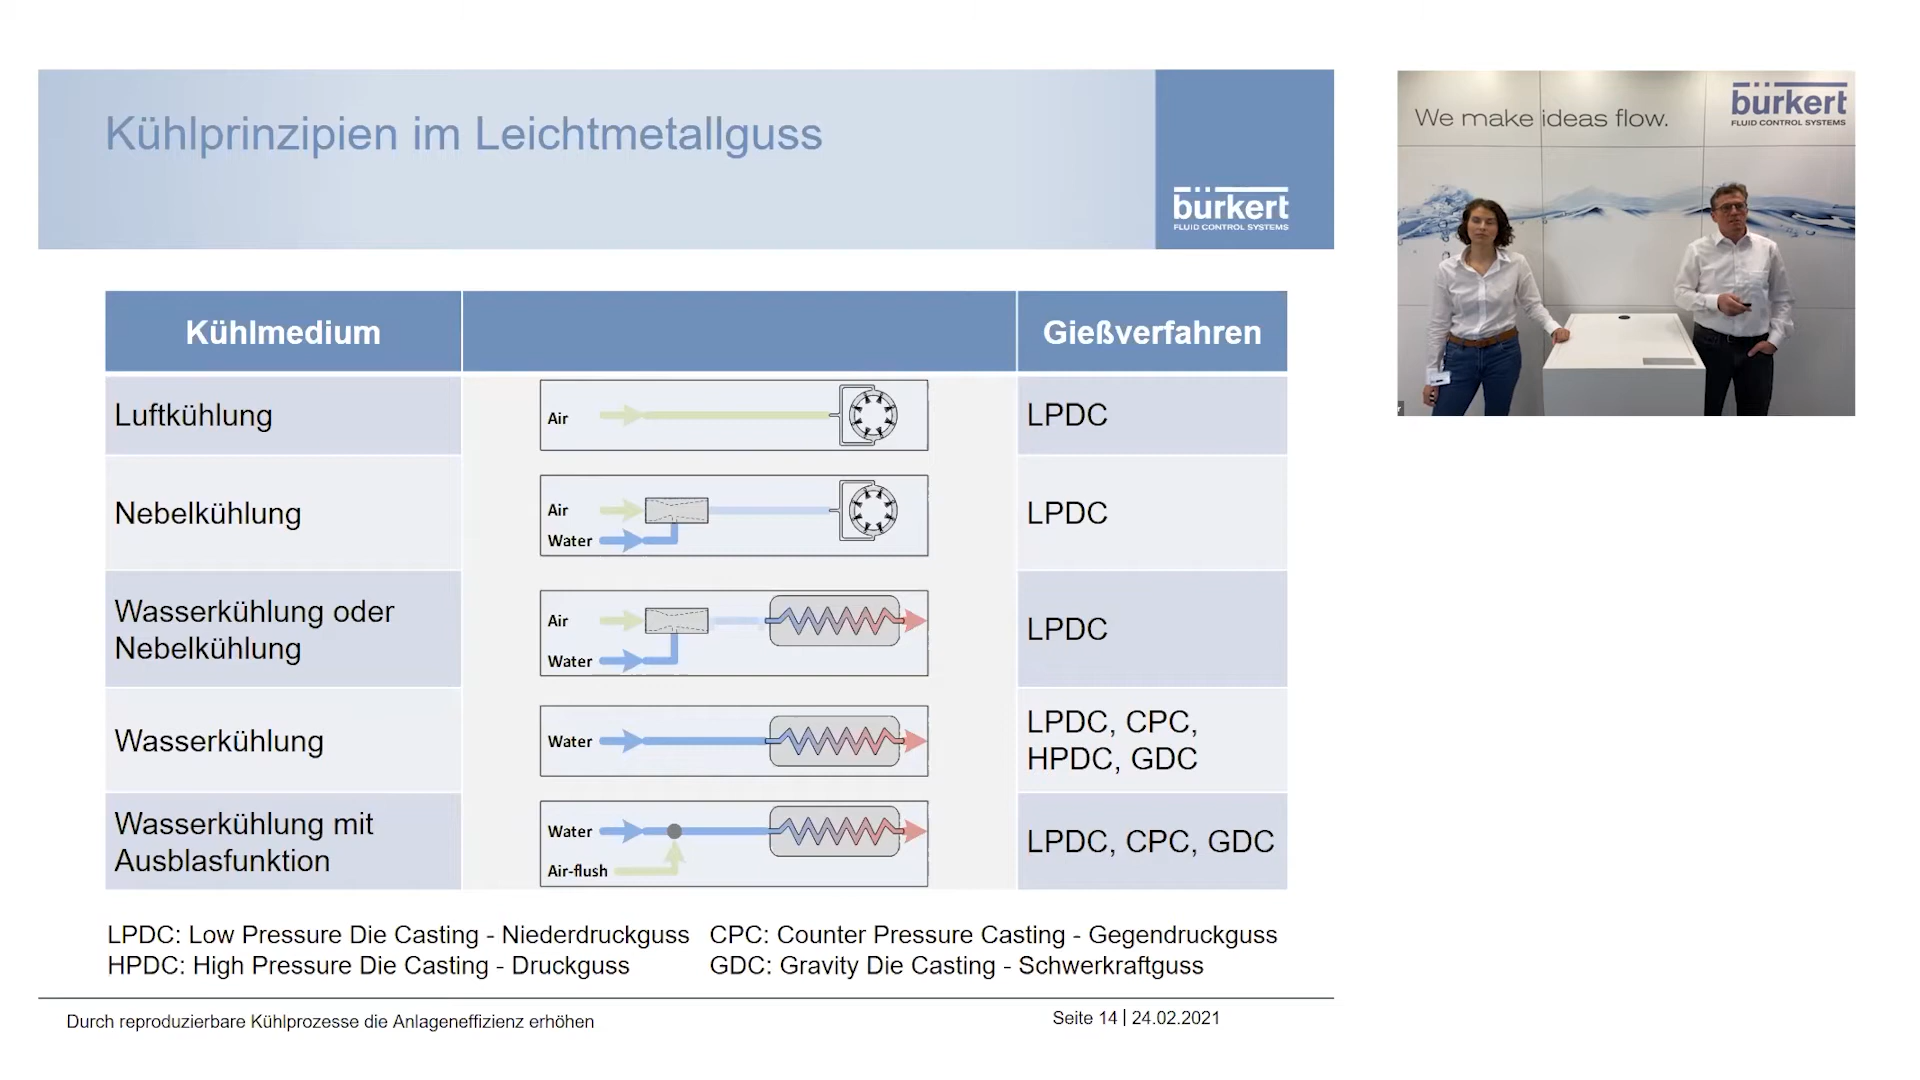 Kühlprinzipien im Leichtmetallguss
bürkert
FLUID CONTROL SYSTEMS
We make ideas flow.
bürkert
FLUID CONTROL SYSTEMS
Kühlmedium
Gießverfahren
Luftkühlung
Air
LPDC
Nebelkühlung
Air
Water
LPDC
Wasserkühlung oder
Nebelkühlung
Air
Water
LPDC
Wasserkühlung
Water
LPDC, CPC,
HPDC, GDC
Wasserkühlung mit
Ausblasfunktion
Water
Air-flush
LPDC, CPC, GDC
LPDC: Low Pressure Die Casting - Niederdruckguss
CPC: Counter Pressure Casting - Gegendruckguss
HPDC: High Pressure Die Casting - Druckguss
GDC: Gravity Die Casting - Schwerkraftguss
Durch reproduzierbare Kühlprozesse die Anlageneffizienz erhöhen
Seite 14 | 24.02.2021